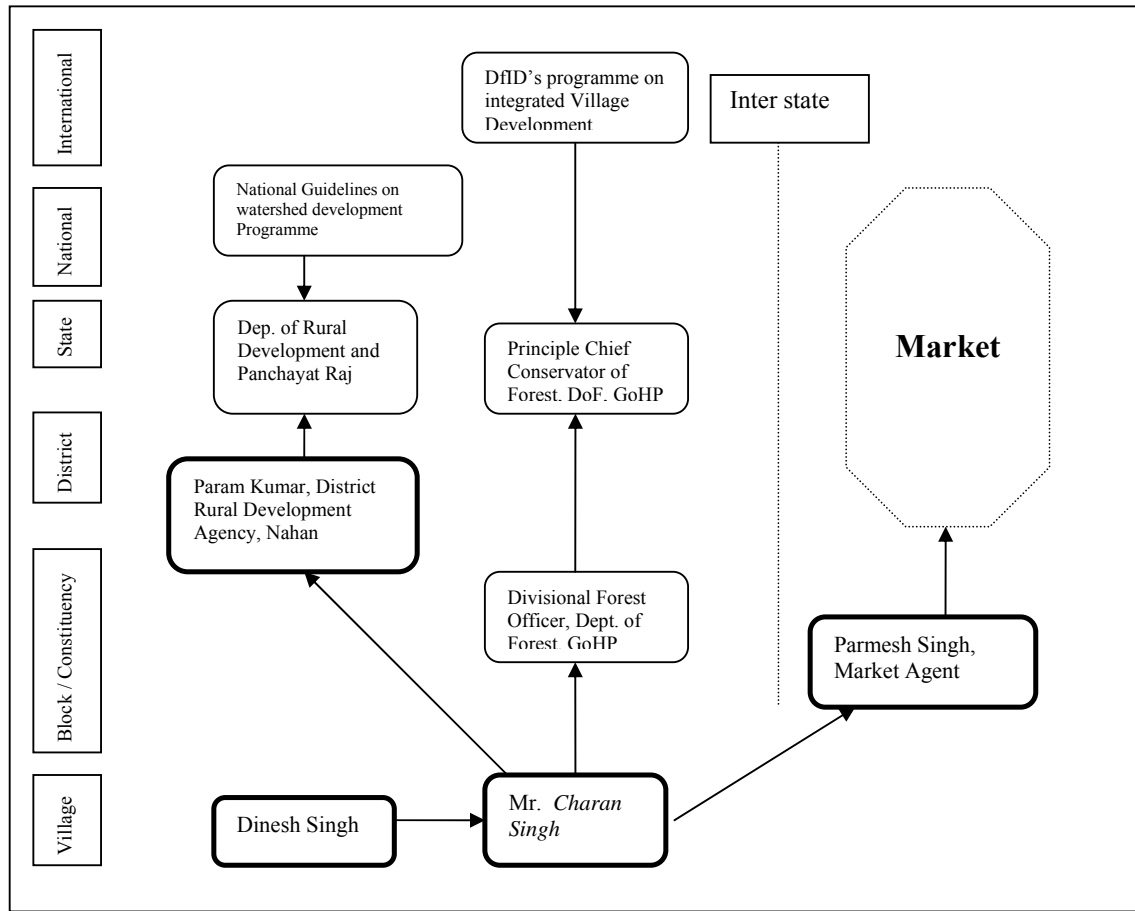 International
DfID's programme on
integrated Village
Development
Inter state
National
National Guidelines on
watershed development
Programme
State
Dep. of Rural
Development and
Panchayat Raj
Principle Chief
Conservator of
Forest, DoF, GoHP
Market
District
Param Kumar, District
Rural Development
Agency, Nahan
Block / Constituency
Divisional Forest
Officer, Dept. of
Forest, GoHP
Parmesh Singh,
Market Agent
Village
Dinesh Singh
Mr. Charan
Singh